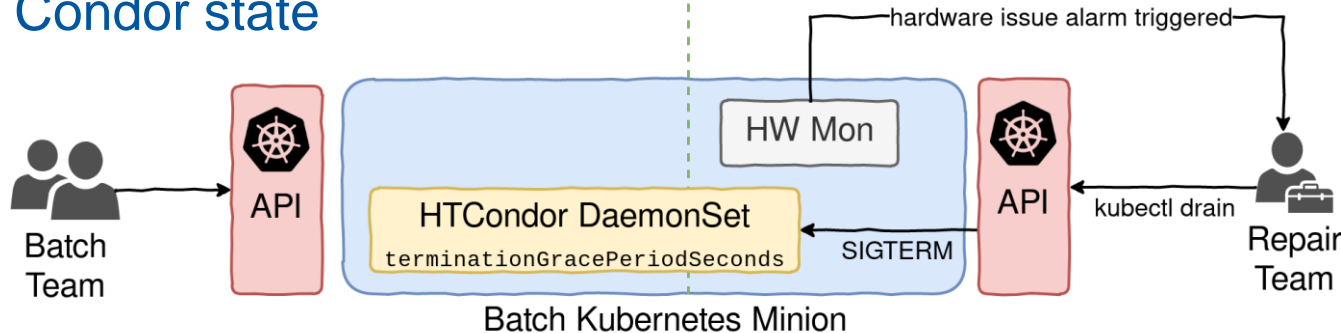 Condor state
hardware issue alarm triggered
HW Mon
API
API
HTCondor DaemonSet
terminationGracePeriodSeconds
SIGTERM
kubectl drain
Batch
Team
Repair
Team
Batch Kubernetes Minion